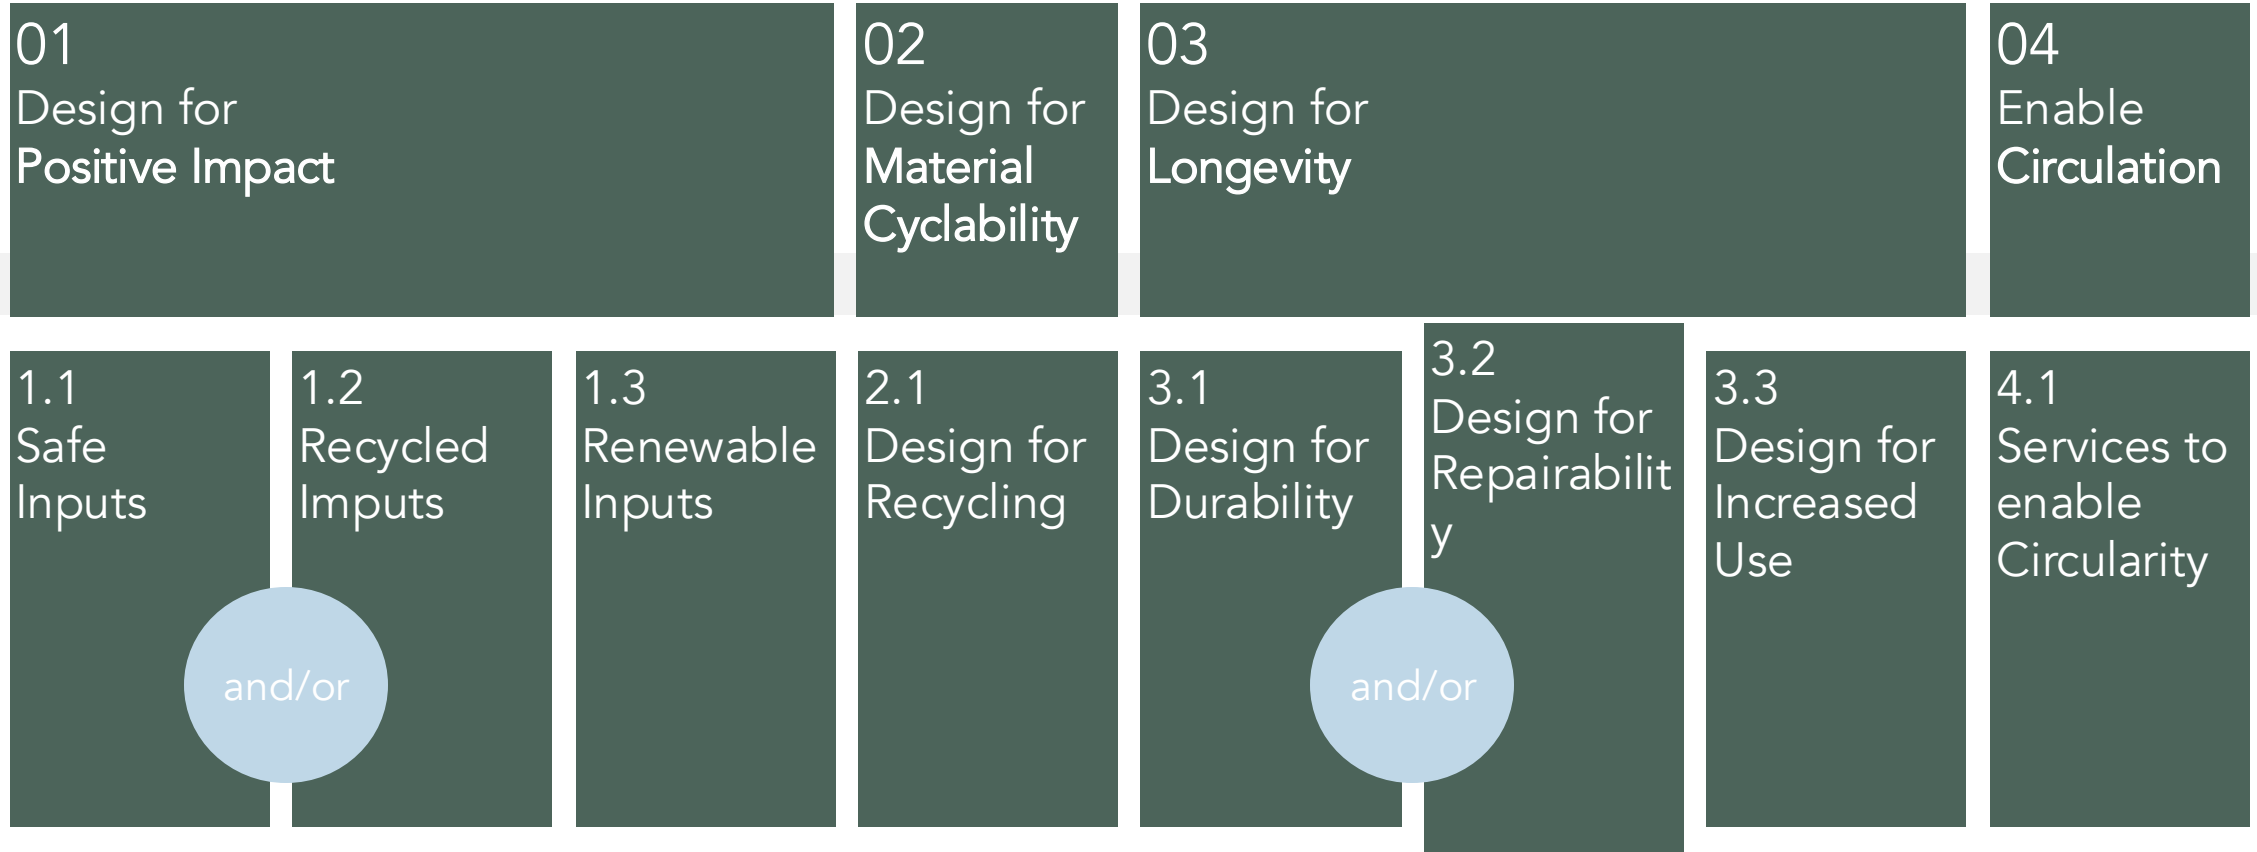 01
Design for
Positive Impact
02
Design for
Material
Cyclability
03
Design for
Longevity
04
Enable
Circulation
1.1
Safe
Inputs
1.2
Recycled
Imputs
1.3
Renewable
Inputs
2.1
Design for
Recycling
3.1
Design for
Durability
3.2
Design for
Repairabilit
y
3.3
Design for
Increased
Use
4.1
Services to
enable
Circularity
and/or
and/or